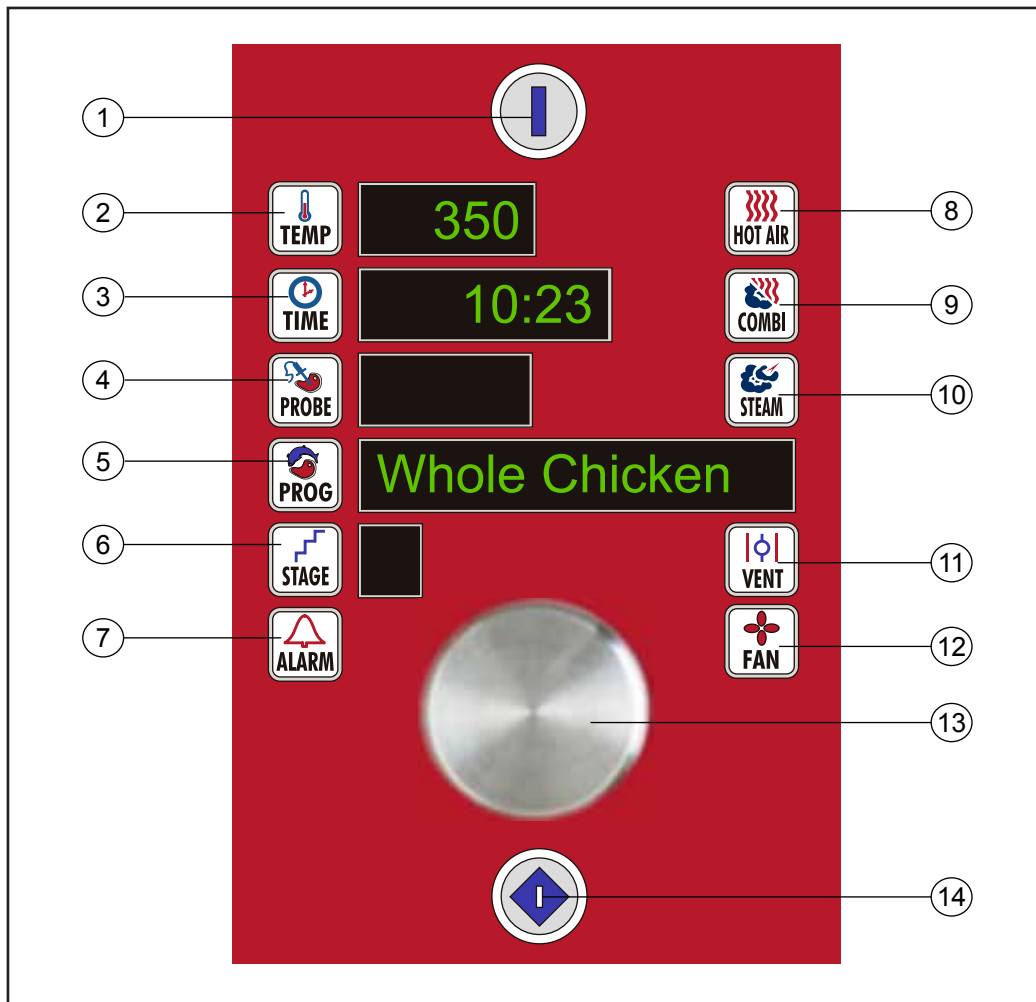 1
2
TEMP
350
HOT AIR
8
3
TIME
10:23
COMBI
9
4
PROBE
STEAM
10
5
PROG
Whole Chicken
6
STAGE
VENT
11
7
ALARM
FAN
12
13
14